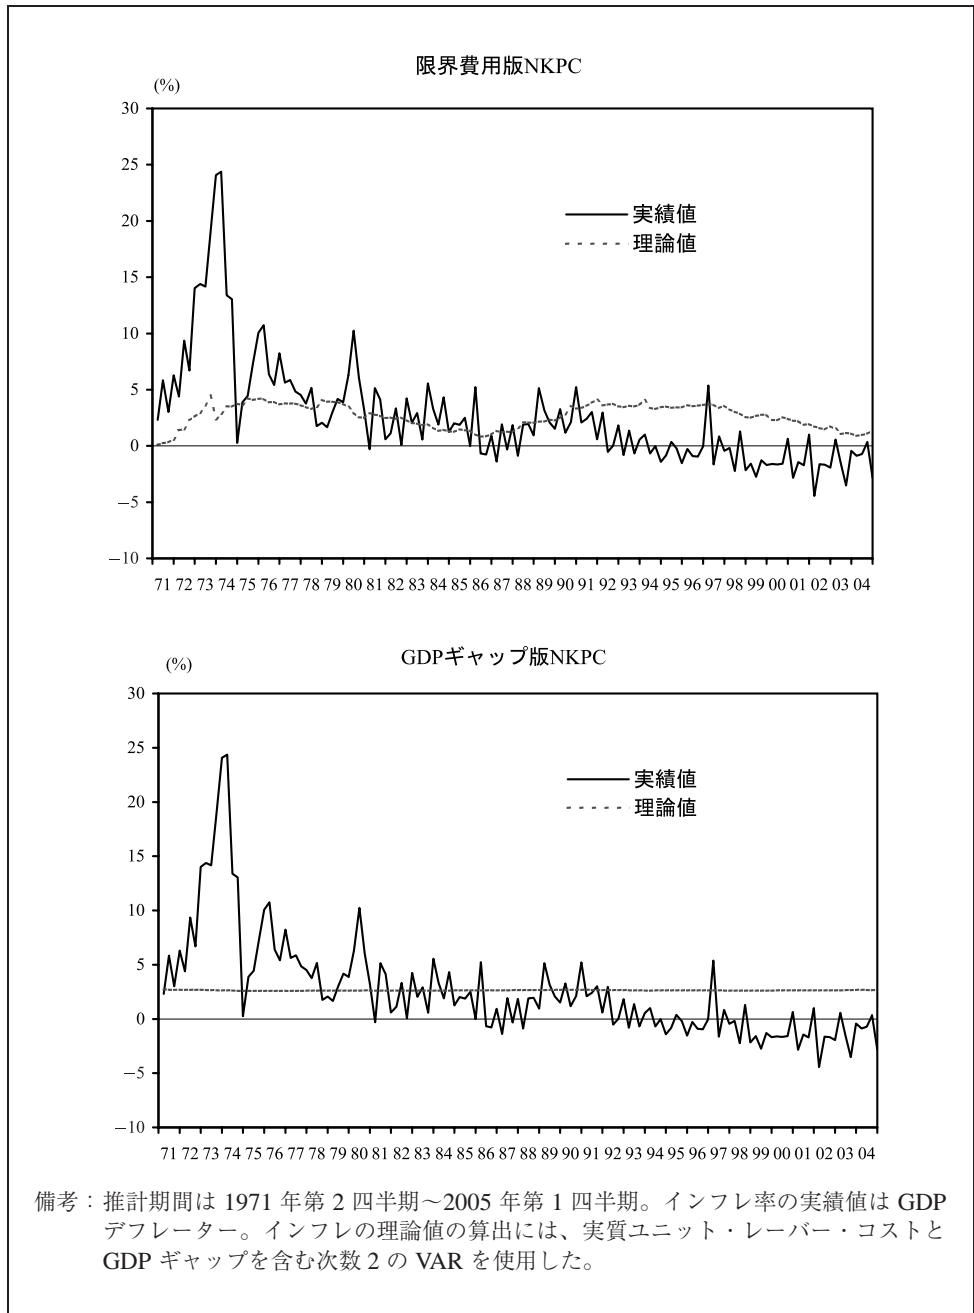 限界費用版NKPC
(%)
30
25
20
15
10
5
0
−5
−10
実績値
理論値
71 72 73 74 75 76 77 78 79 80 81 82 83 84 85 86 87 88 89 90 91 92 93 94 95 96 97 98 99 00 01 02 03 04
GDPギャップ版NKPC
(%)
30
25
20
15
10
5
0
−5
−10
実績値
理論値
71 72 73 74 75 76 77 78 79 80 81 82 83 84 85 86 87 88 89 90 91 92 93 94 95 96 97 98 99 00 01 02 03 04
備考：推計期間は 1971 年第 2 四半期～2005 年第 1 四半期。インフレ率の実績値は GDP
デフレーター。インフレの理論値の算出には、実質ユニット・レーバー・コストと
GDP ギャップを含む次数 2 の VAR を使用した。